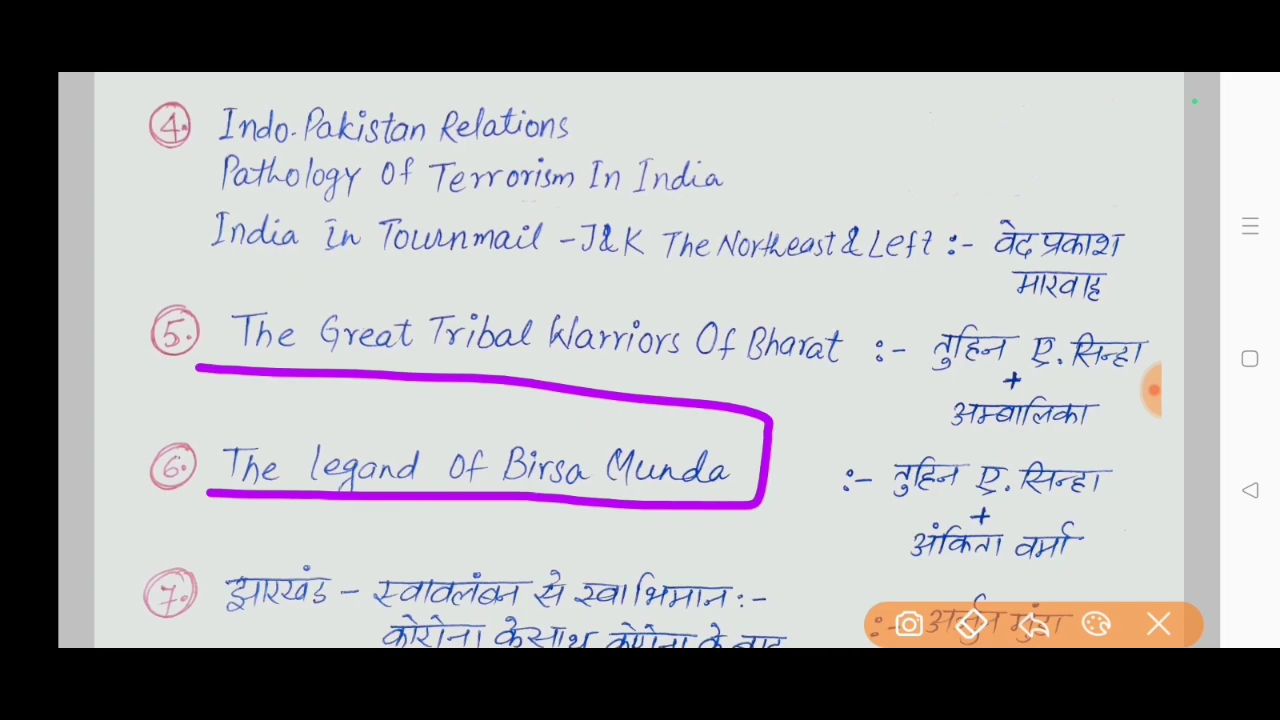 4. Indo-Pakistan Relations
Pathology Of Terrorism In India
India in Tournmail - J&K The Northeast & Left :- वेद प्रकाश
मारवाह
5. The Great Tribal Warriors Of Bharat :- तुहिन ए. सिन्हा
+
अम्बालिका
6. The legand Of Birsa Munda :- तुहिन ए. सिन्हा
+
अंकिता वर्मा
7. झारखंड - स्वावलंबन से स्वाभिमान :-
कोरोना के साथ कोरोना के बाद :- अर्जुन मुंडा